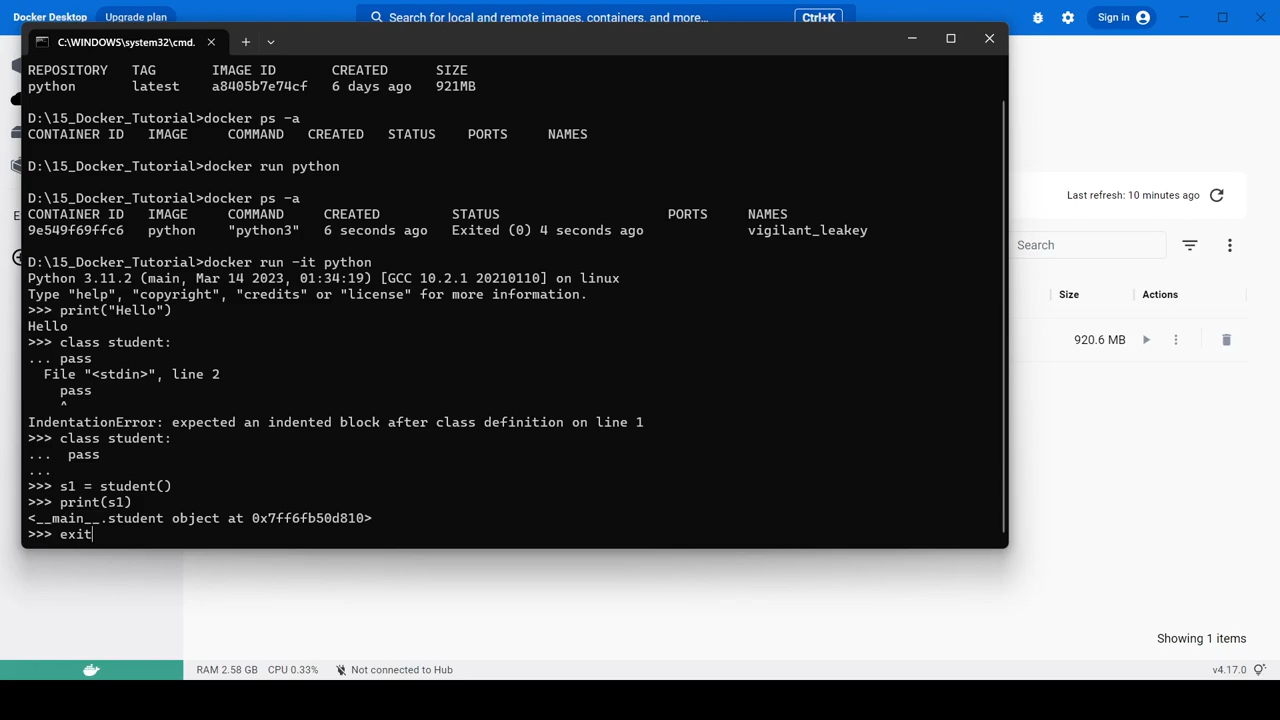 Docker Desktop Upgrade plan Search for local and remote images, containers, and more... Ctrl+K Sign in
C:\WINDOWS\system32\cmd.
REPOSITORY TAG IMAGE ID CREATED SIZE
python latest a8405b7e74cf 6 days ago 921MB
D:\15_Docker_Tutorial>docker ps -a
CONTAINER ID IMAGE COMMAND CREATED STATUS PORTS NAMES
D:\15_Docker_Tutorial>docker run python
D:\15_Docker_Tutorial>docker ps -a
CONTAINER ID IMAGE COMMAND CREATED STATUS PORTS NAMES
9e549f69ffc6 python "python3" 6 seconds ago Exited (0) 4 seconds ago vigilant_leakey
D:\15_Docker_Tutorial>docker run -it python
Python 3.11.2 (main, Mar 14 2023, 01:34:19) [GCC 10.2.1 20210110] on linux
Type "help", "copyright", "credits" or "license" for more information.
>>> print("Hello")
Hello
>>> class student:
... pass
File "<stdin>", line 2
pass
^
IndentationError: expected an indented block after class definition on line 1
>>> class student:
...  pass
...
>>> s1 = student()
>>> print(s1)
<__main__.student object at 0x7ff6fb50d810>
>>> exit
Last refresh: 10 minutes ago
Search
Size Actions
920.6 MB
Showing 1 items
RAM 2.58 GB CPU 0.33% Not connected to Hub v4.17.0